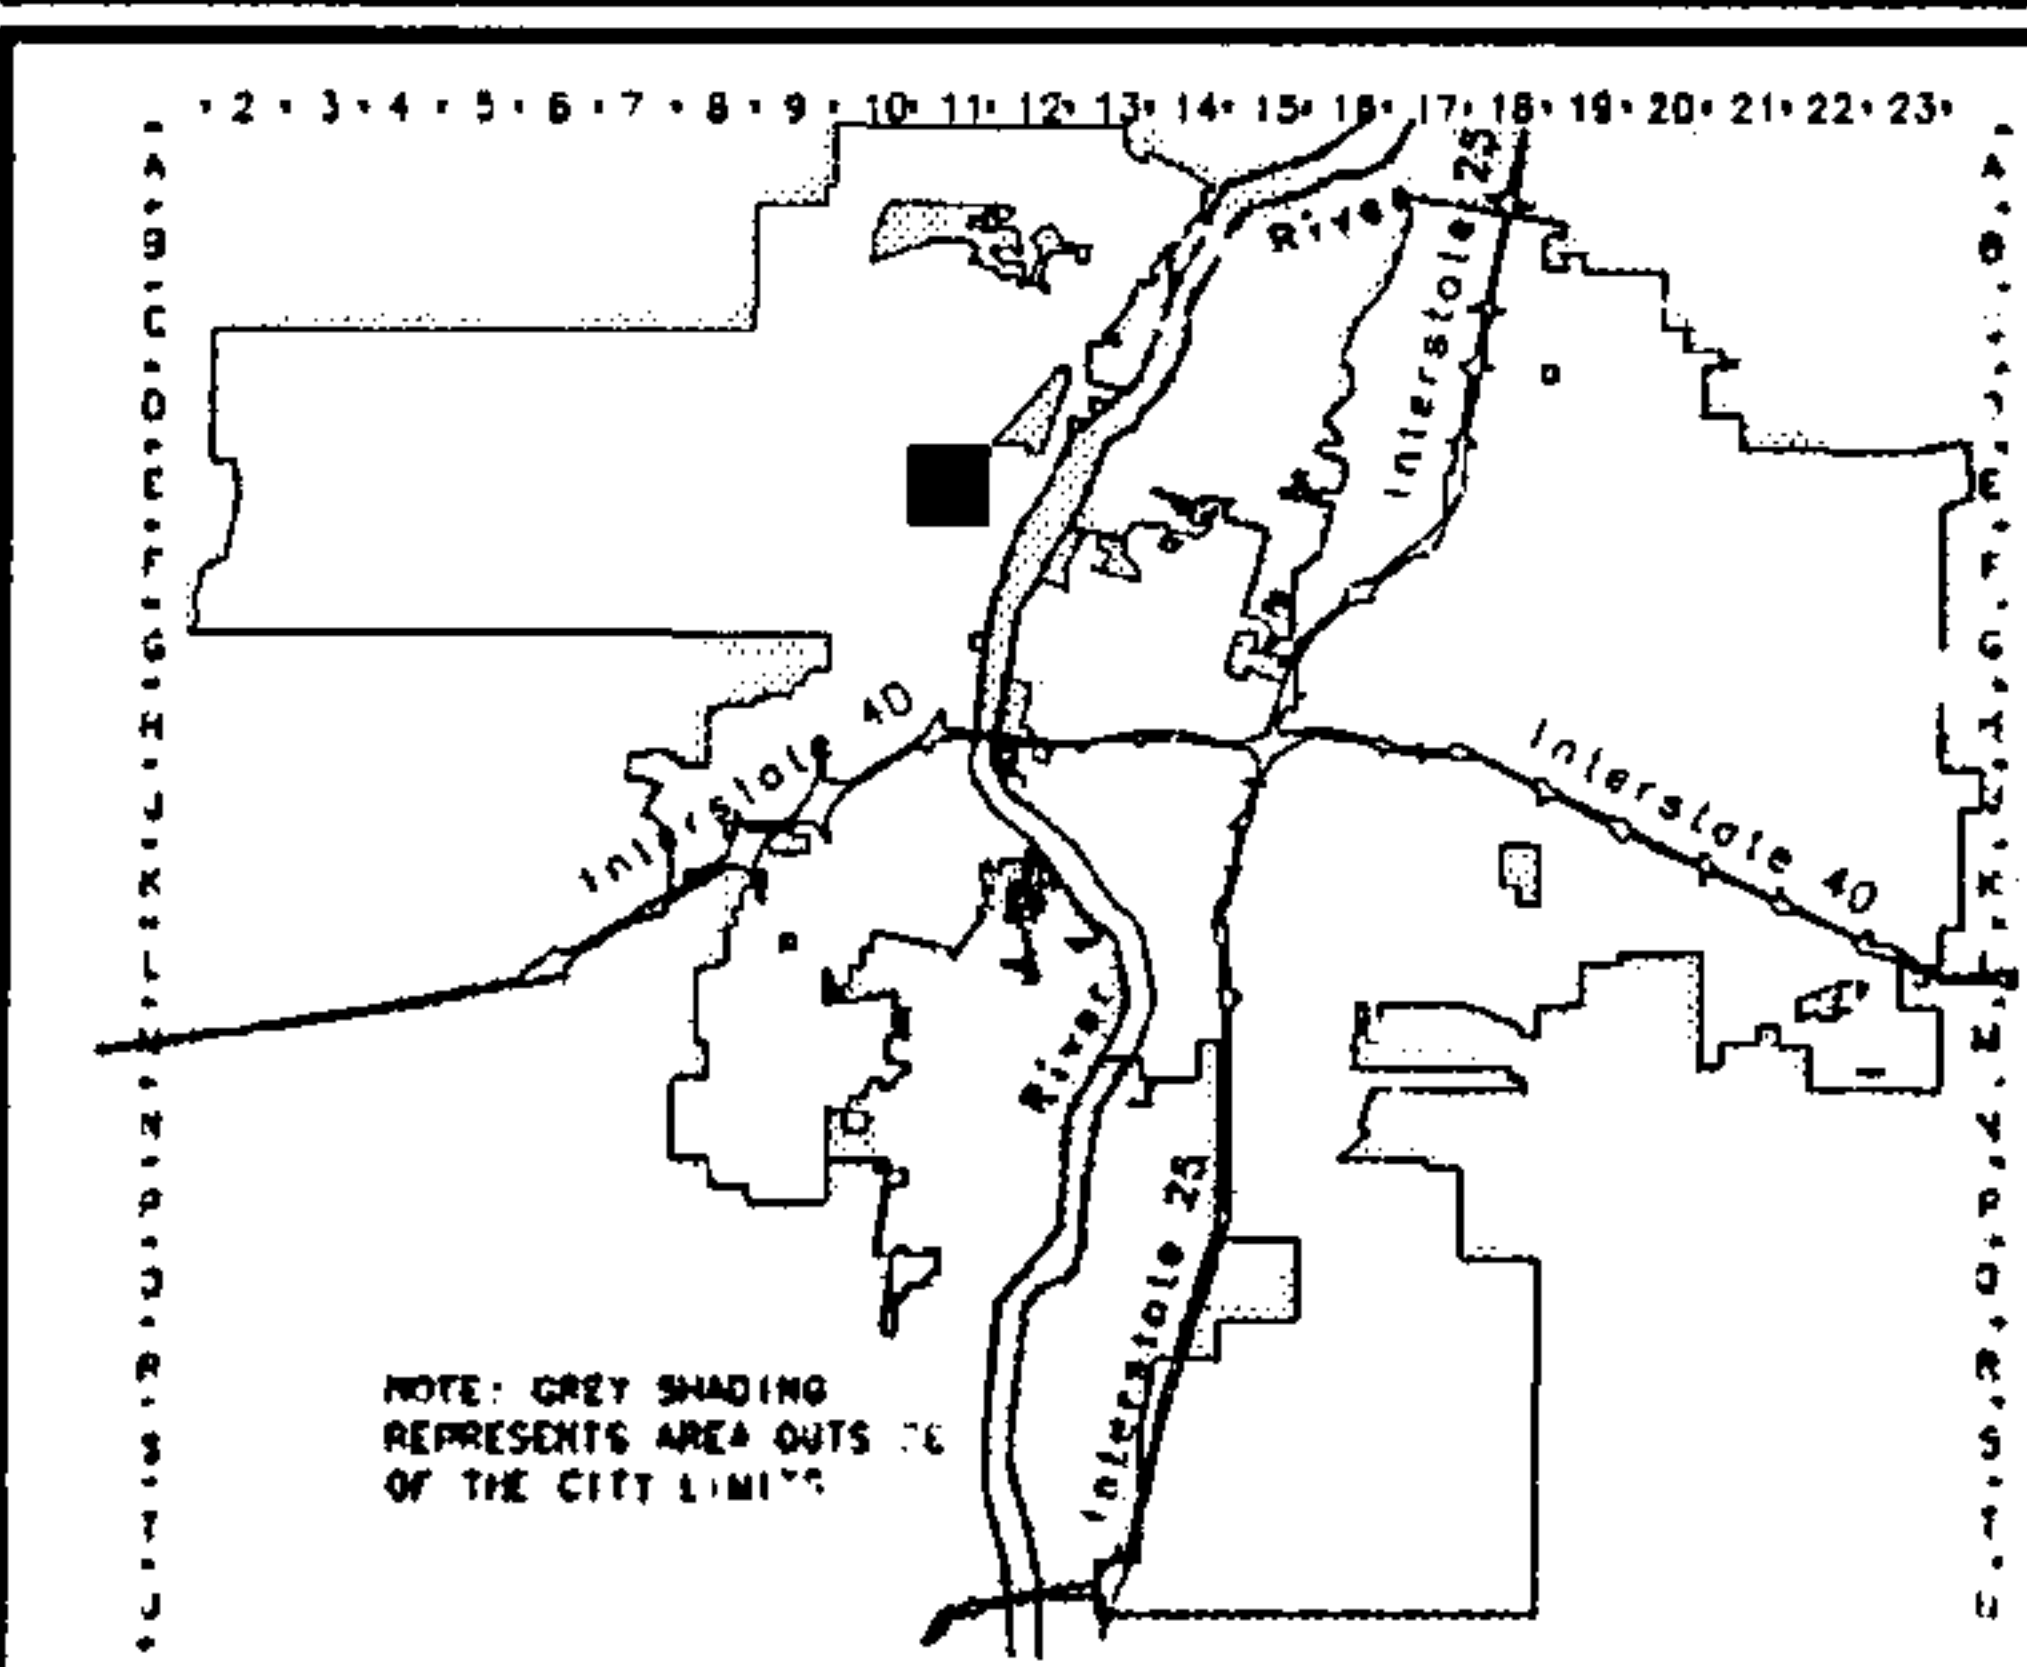 2 3 4 5 6 7 8 9 10 11 12 13 14 15 16 17 18 19 20 21 22 23
A A
B B
C
D
E E
F F
G G
H H
J J
K K
L L
M M
N N
P P
Q Q
R R
S S
T T
U U
River
Interstate 25
Interstate 40
Interstate 40
River
Interstate 25
NOTE: GREY SHADING
REPRESENTS AREA
OF THE CITY LIMITS